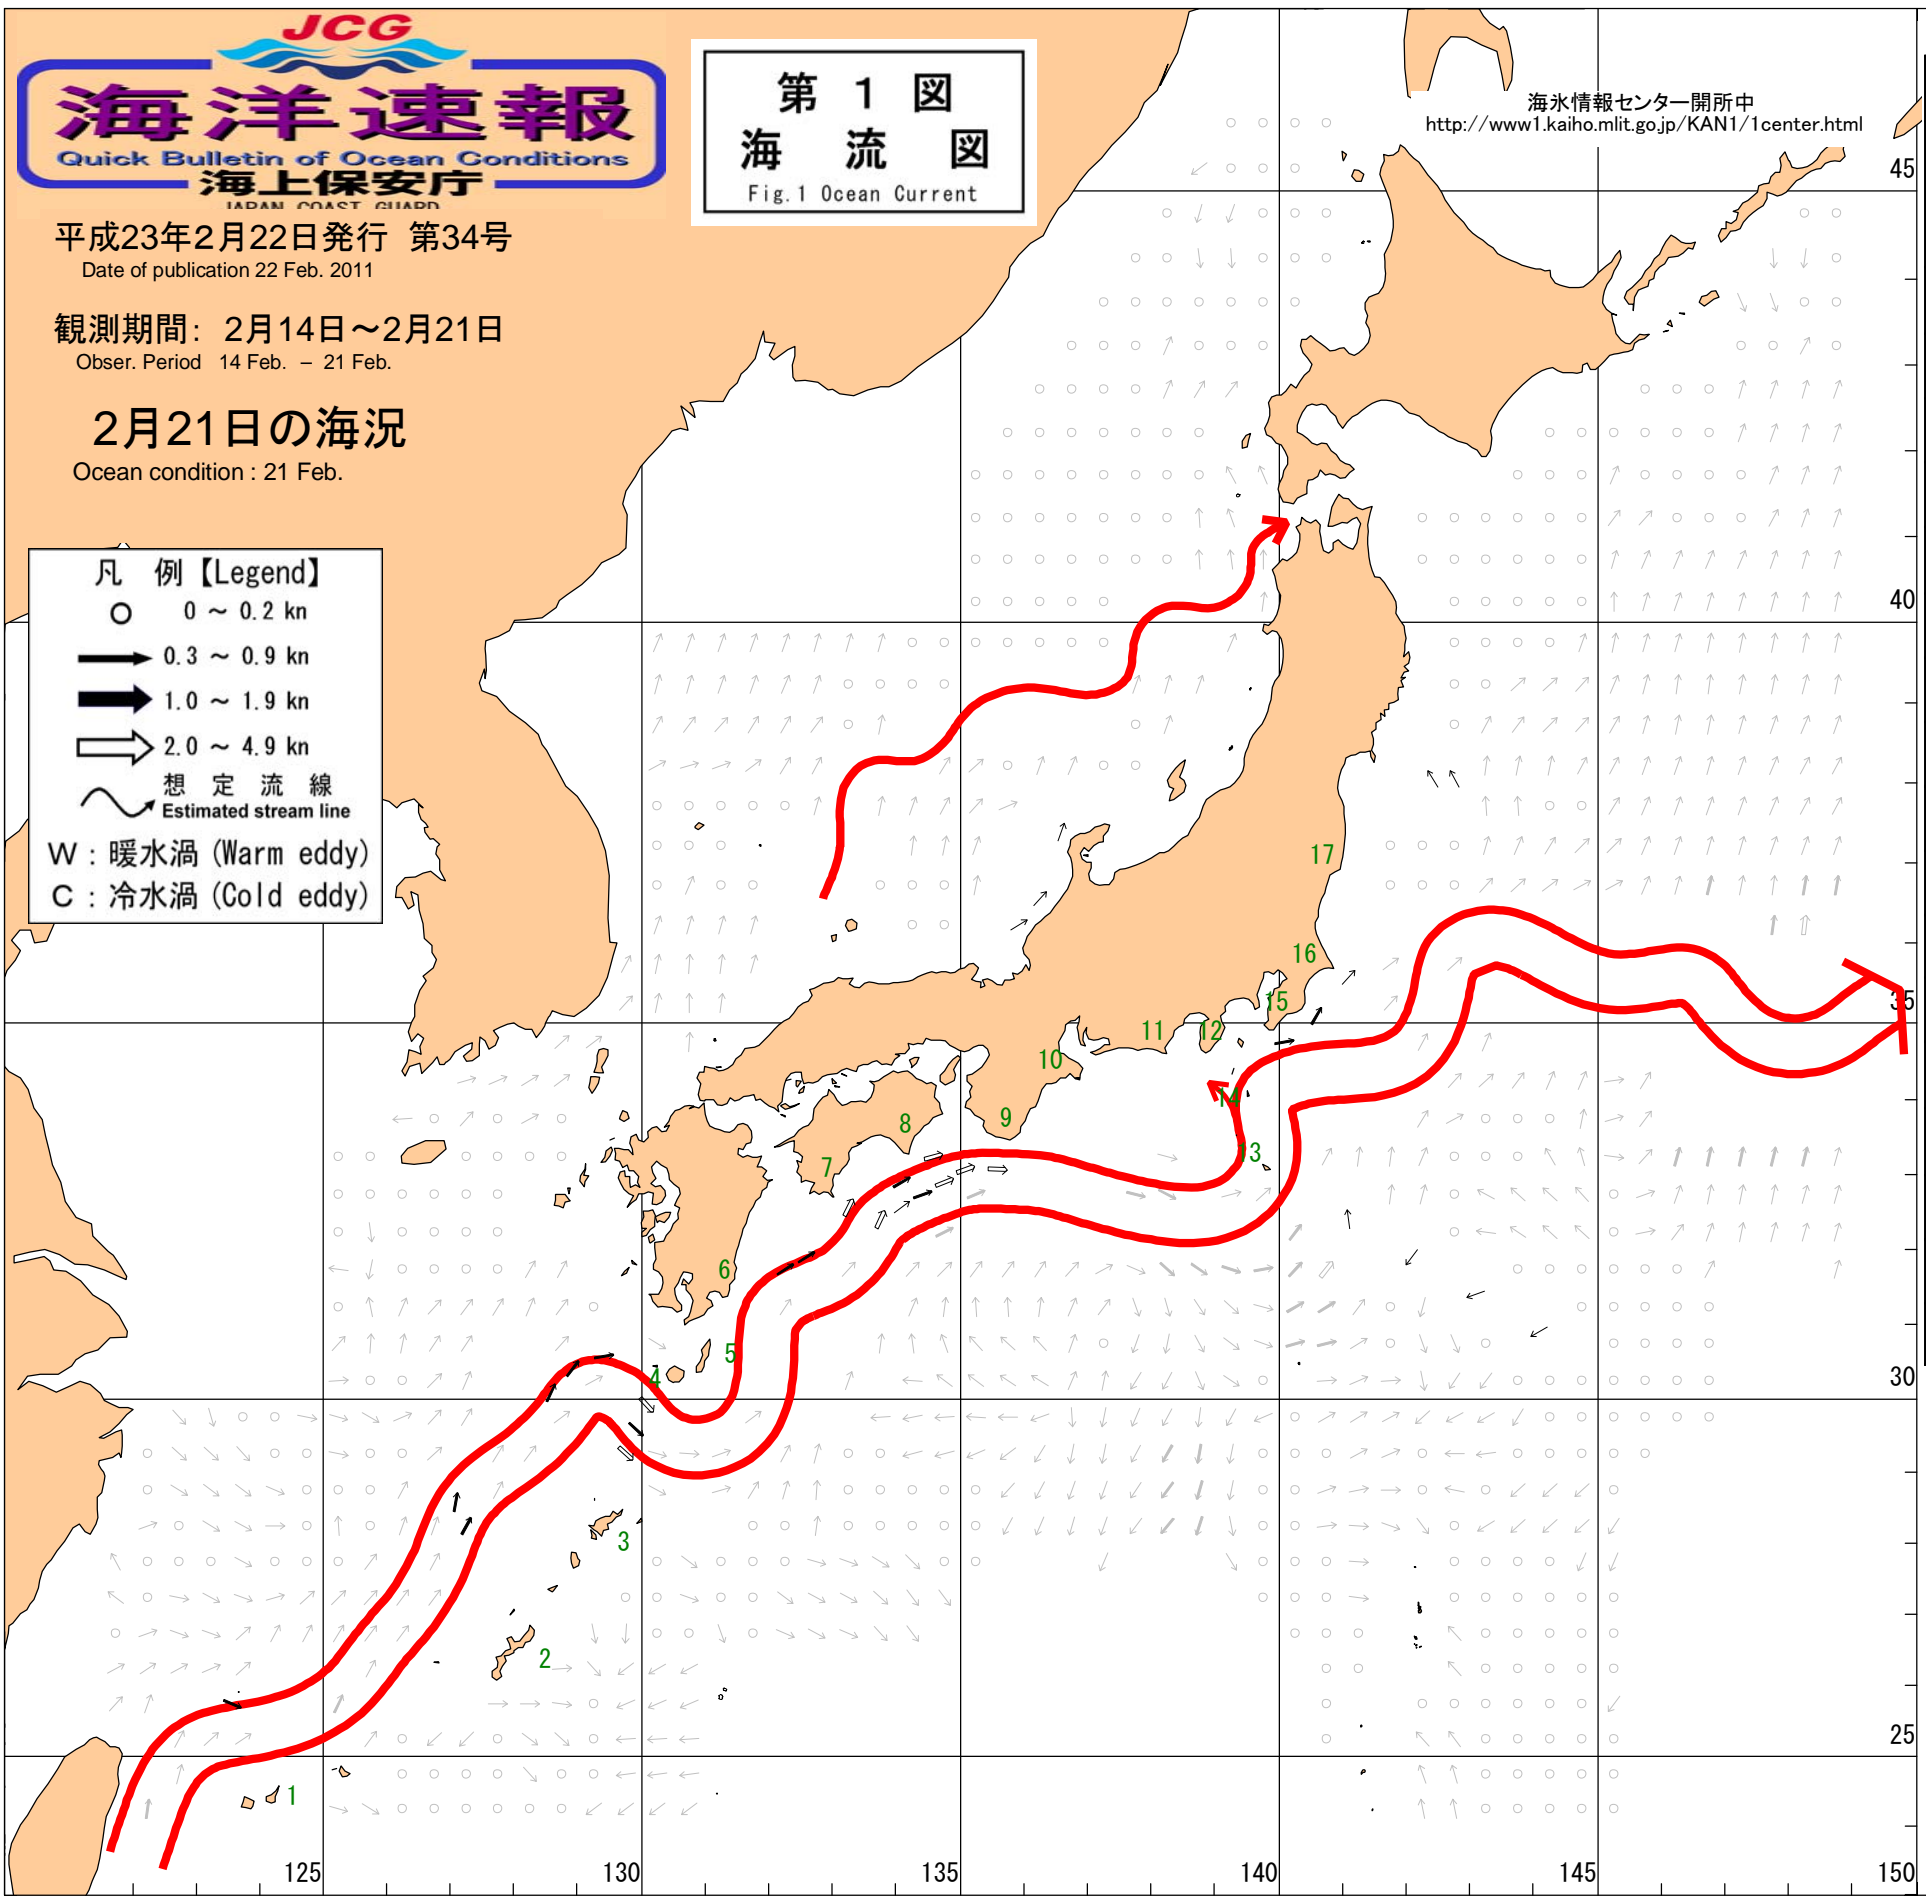 JCG
海洋速報
Quick Bulletin of Ocean Conditions
海上保安庁
JAPAN COAST GUARD
平成23年2月22日発行 第34号
Date of publication 22 Feb. 2011
観測期間: 2月14日～2月21日
Obser. Period 14 Feb. – 21 Feb.
2月21日の海況
Ocean condition : 21 Feb.
第 1 図
海 流 図
Fig.1 Ocean Current
海氷情報センター開所中
http://www1.kaiho.mlit.go.jp/KAN1/1center.html
凡 例【Legend】
0 ～ 0.2 kn
0.3 ～ 0.9 kn
1.0 ～ 1.9 kn
2.0 ～ 4.9 kn
想 定 流 線
Estimated stream line
W : 暖水渦 (Warm eddy)
C : 冷水渦 (Cold eddy)
45
40
35
30
25
17
16
15
12
11
10
14
9
8
13
7
6
5
4
3
2
1
125
130
135
140
145
150